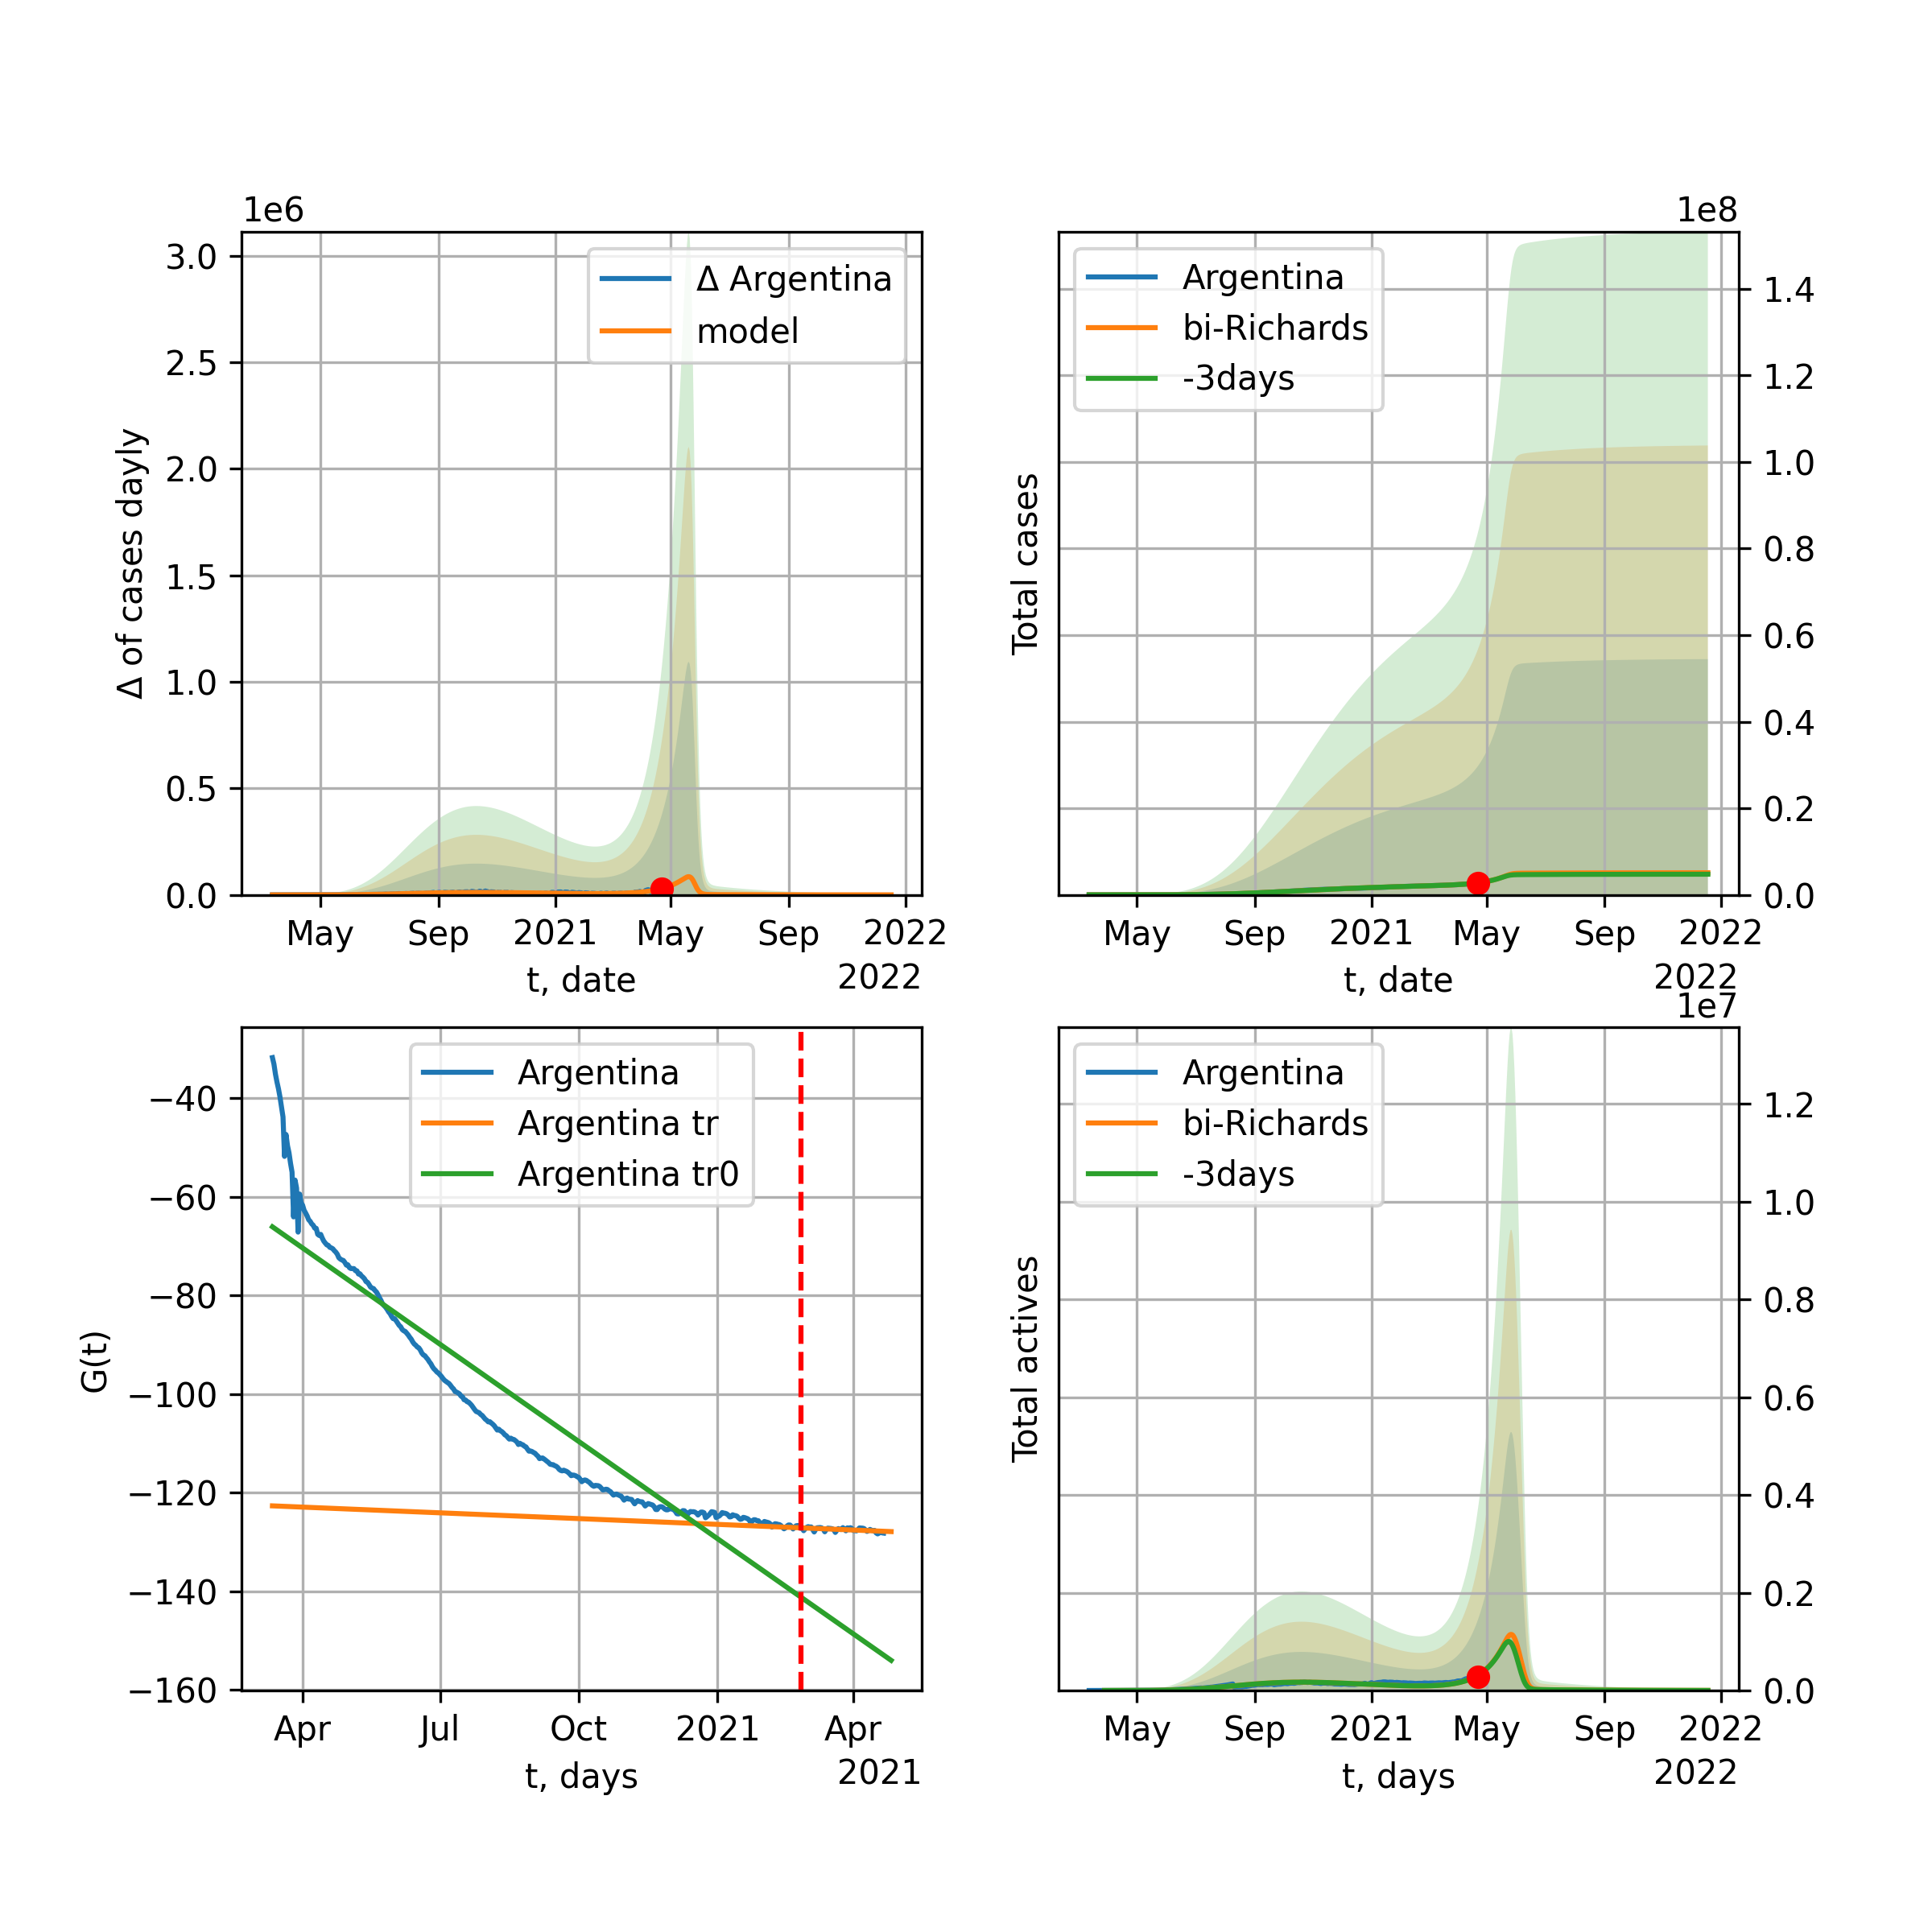 1e6
3.0
2.5
2.0
1.5
1.0
0.5
0.0
Δ of cases dayly
Δ Argentina
model
May Sep 2021 May Sep 2022
t, date
2022
1e8
Total cases
Argentina
bi-Richards
-3days
1.4
1.2
1.0
0.8
0.6
0.4
0.2
0.0
May Sep 2021 May Sep 2022
t, date
2022
−40
−60
−80
−100
−120
−140
−160
G(t)
Argentina
Argentina tr
Argentina tr0
Apr Jul Oct 2021 Apr
t, days
2021
1e7
Total actives
Argentina
bi-Richards
-3days
1.2
1.0
0.8
0.6
0.4
0.2
0.0
May Sep 2021 May Sep 2022
t, days
2022